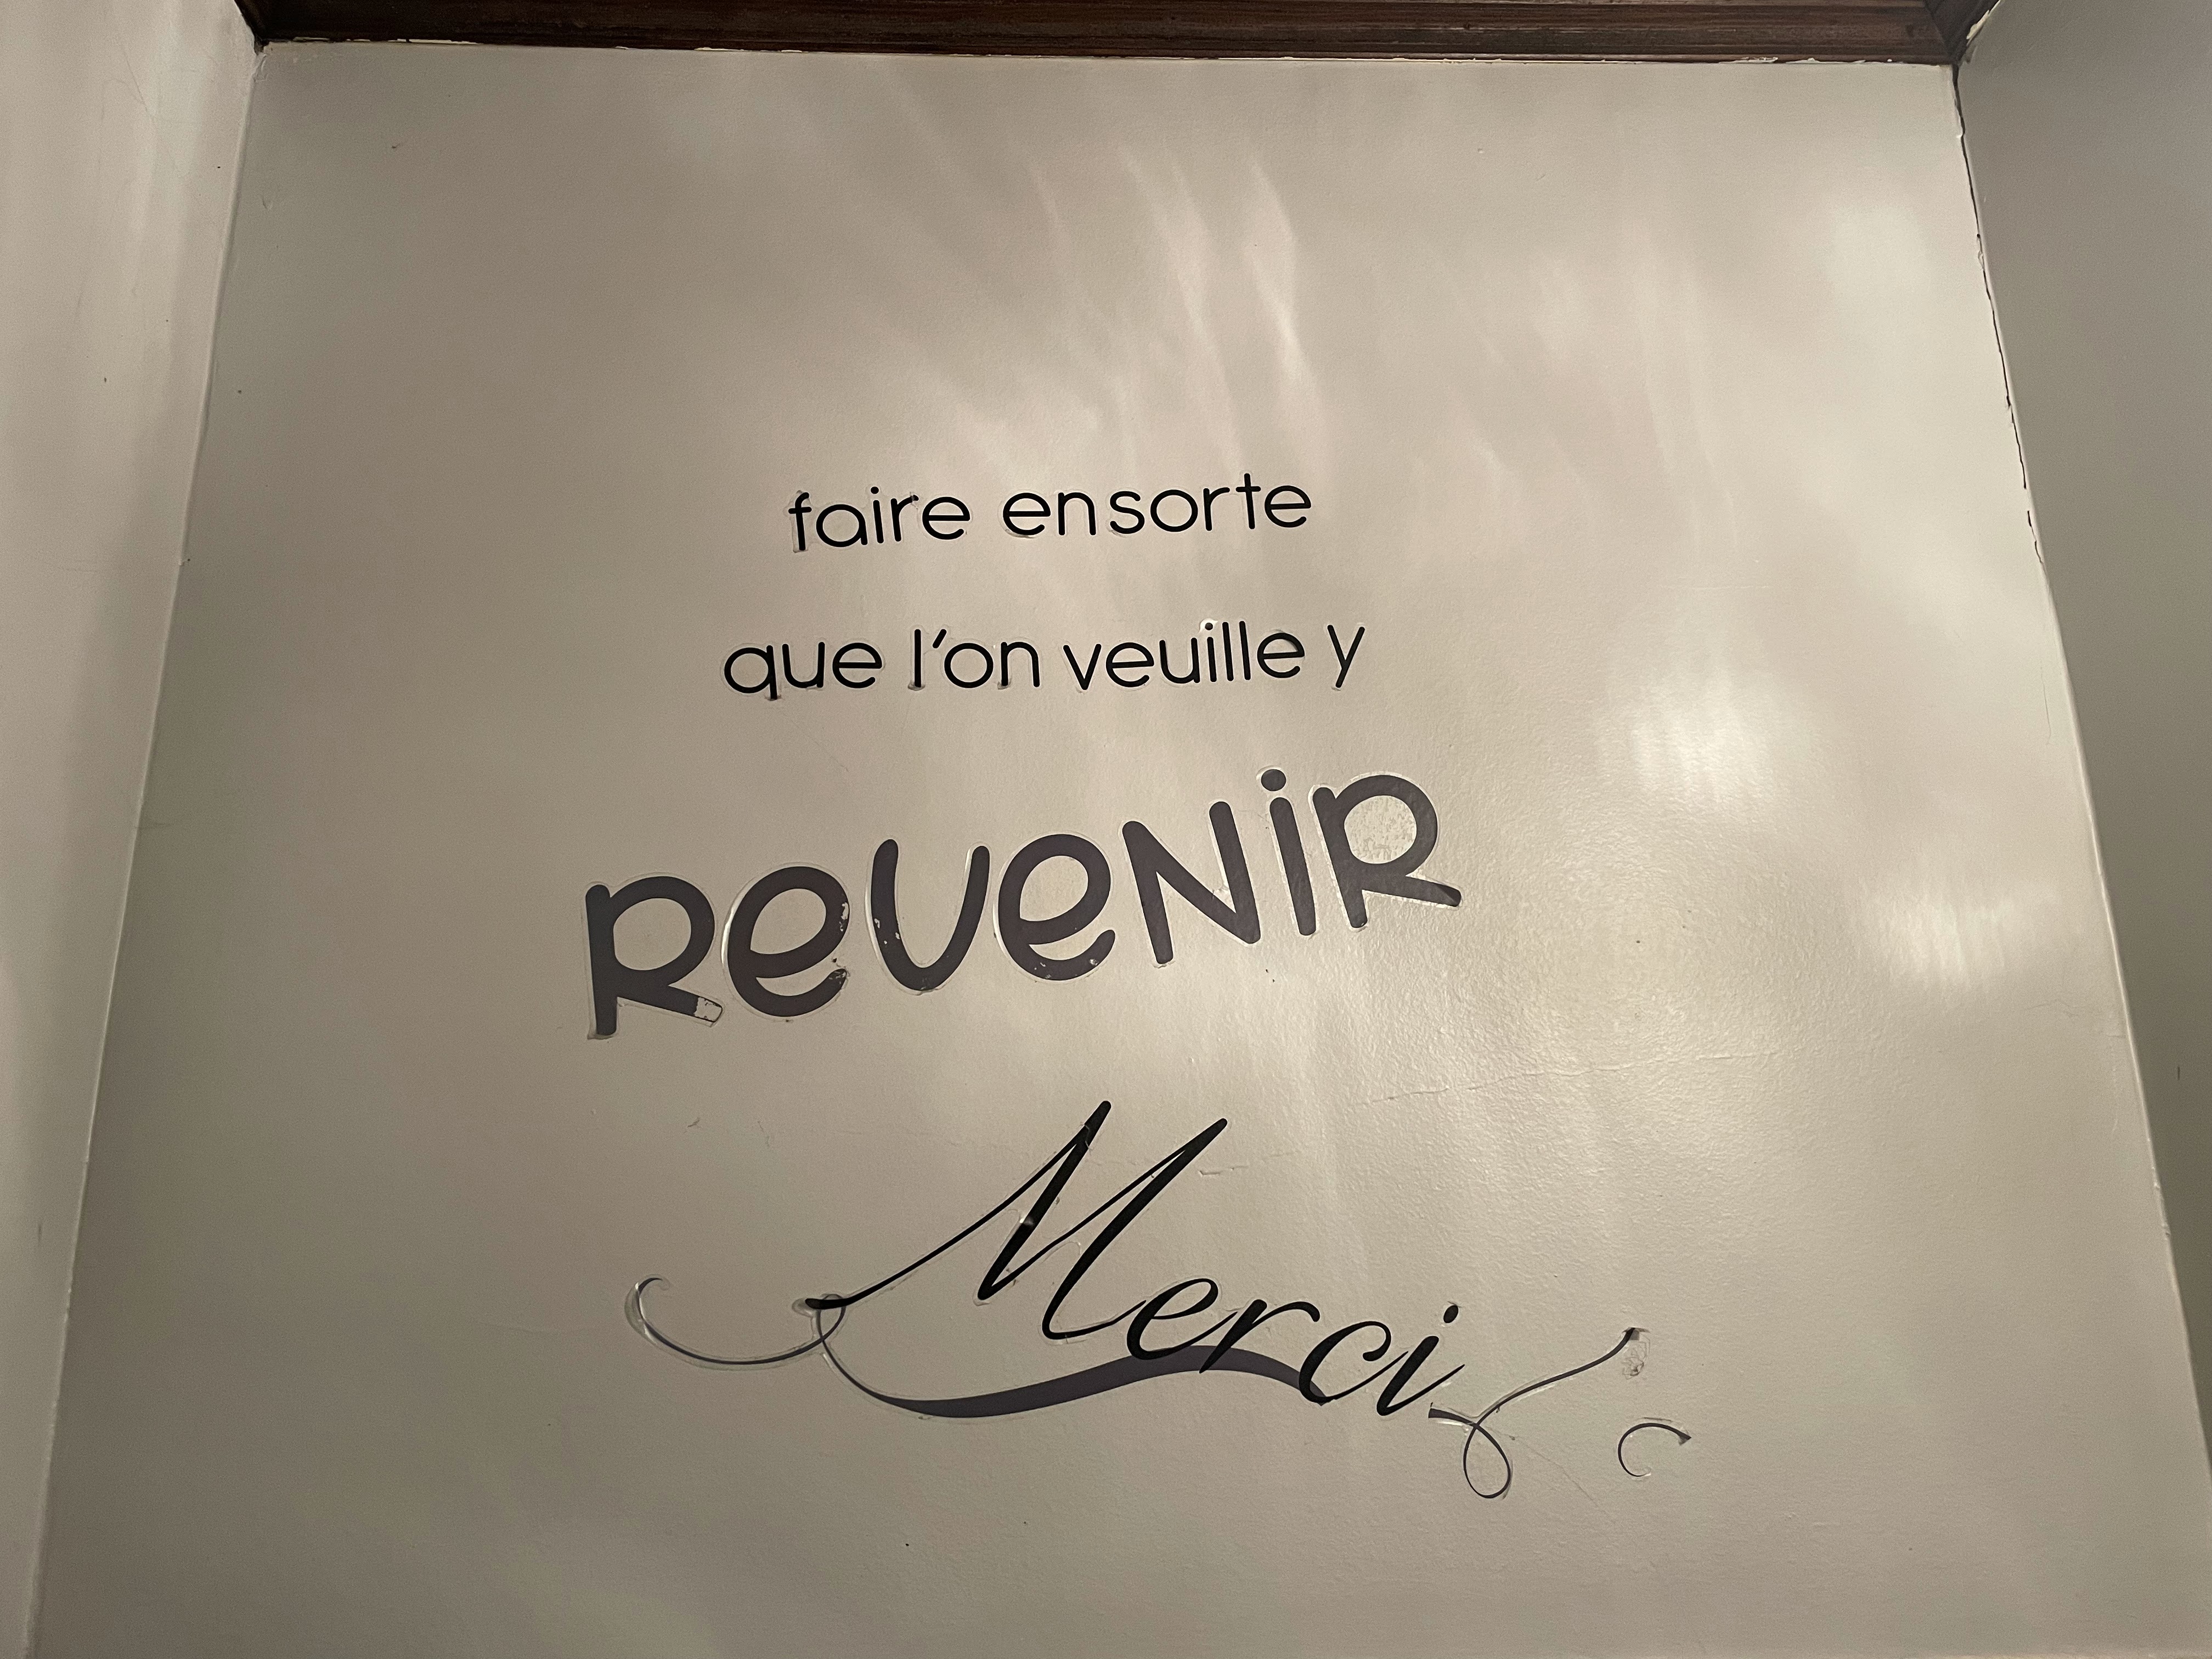 faire ensorte
que l'on veuille y
ReVeNiR
Merci